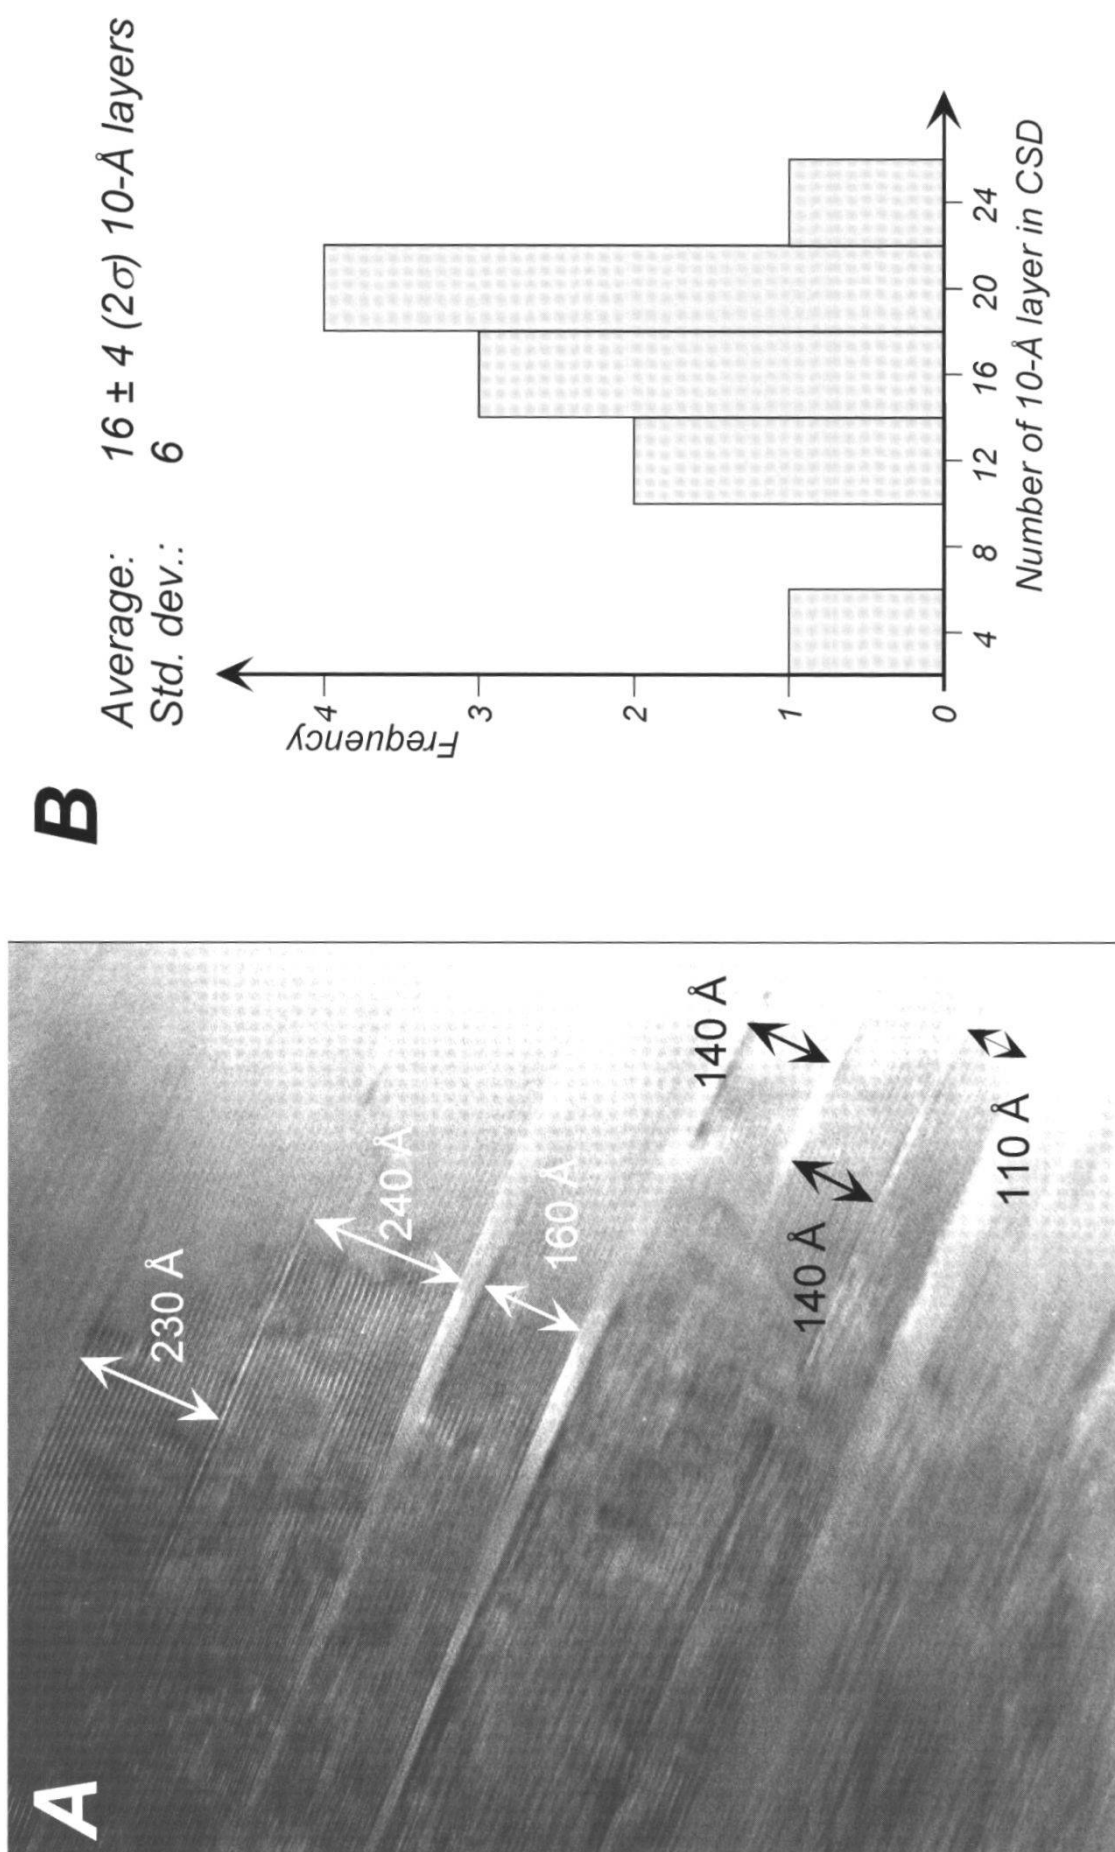 A
230 Å
240 Å
160 Å
140 Å
140 Å
110 Å
B
Average: 16 ± 4 (2σ) 10-Å layers
Std. dev.: 6
Frequency
4
3
2
1
0
4 8 12 16 20 24
Number of 10-Å layer in CSD